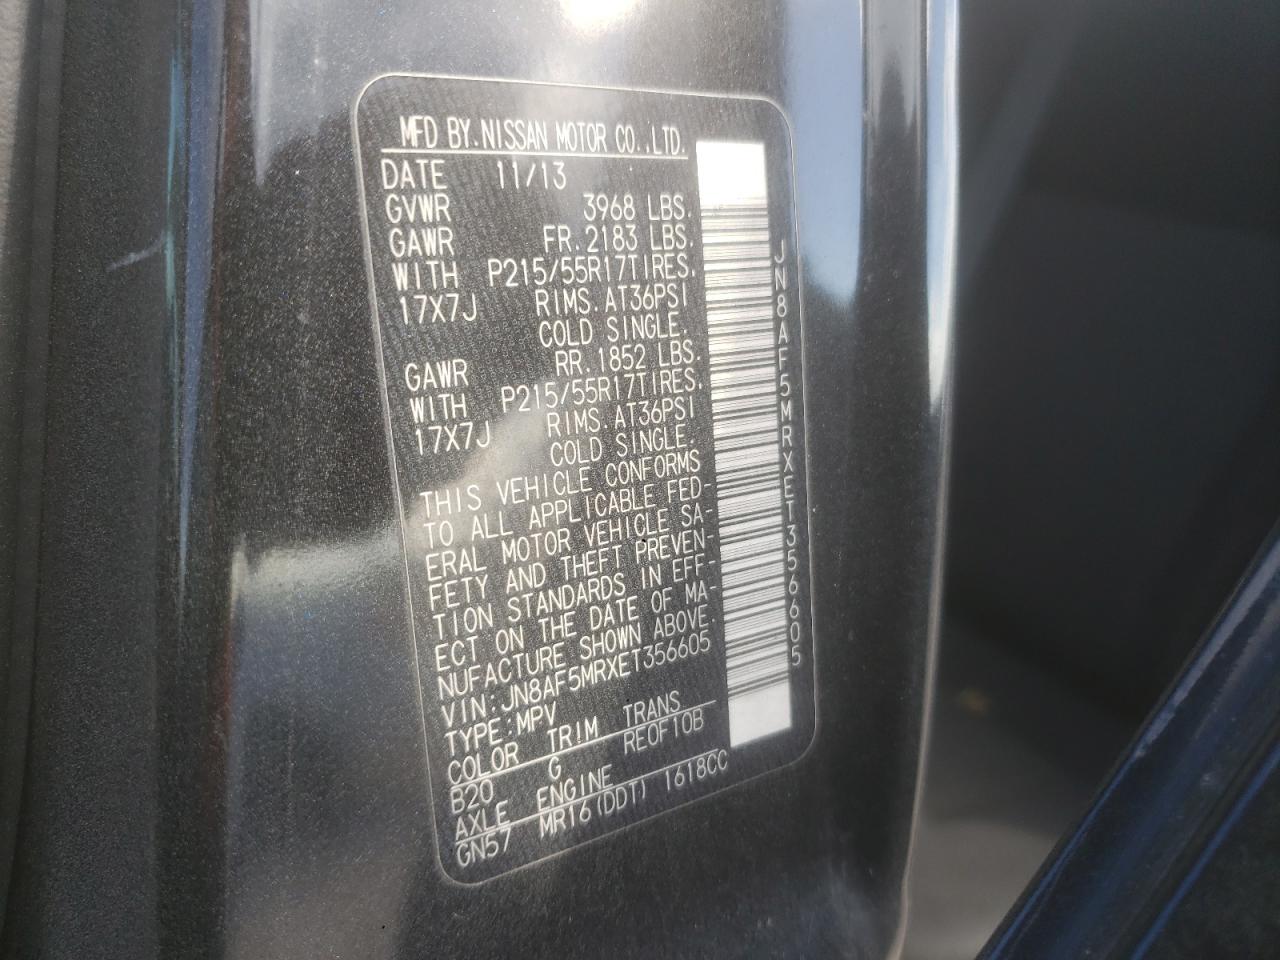 MFD BY.NISSAN MOTOR CO.,LTD.
DATE 11/13
GVWR 3968 LBS.
GAWR FR.2183 LBS.
WITH P215/55R17TIRES.
17X7J RIMS.AT36PSI
COLD SINGLE.
GAWR RR.1852 LBS.
WITH P215/55R17TIRES.
17X7J RIMS.AT36PSI
COLD SINGLE.
THIS VEHICLE CONFORMS
TO ALL APPLICABLE FED-
ERAL MOTOR VEHICLE SA-
FETY AND THEFT PREVEN-
TION STANDARDS IN EFF-
ECT ON THE DATE OF MA-
NUFACTURE SHOWN ABOVE.
VIN:JN8AF5MRXET356605
TYPE:MPV
COLOR TRIM TRANS
B20 G REOF10B
AXLE ENGINE
GN57 MR16(DDT) 1618CC
JN8AF5MRXET356605